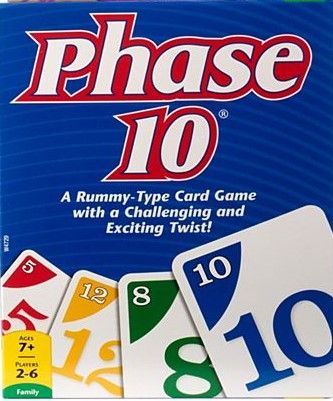 Phase
10®
A Rummy-Type Card Game
with a Challenging and
Exciting Twist!
W4729
5
12
8
10
5
12
8
10
AGES
7+
PLAYERS
2-6
Family